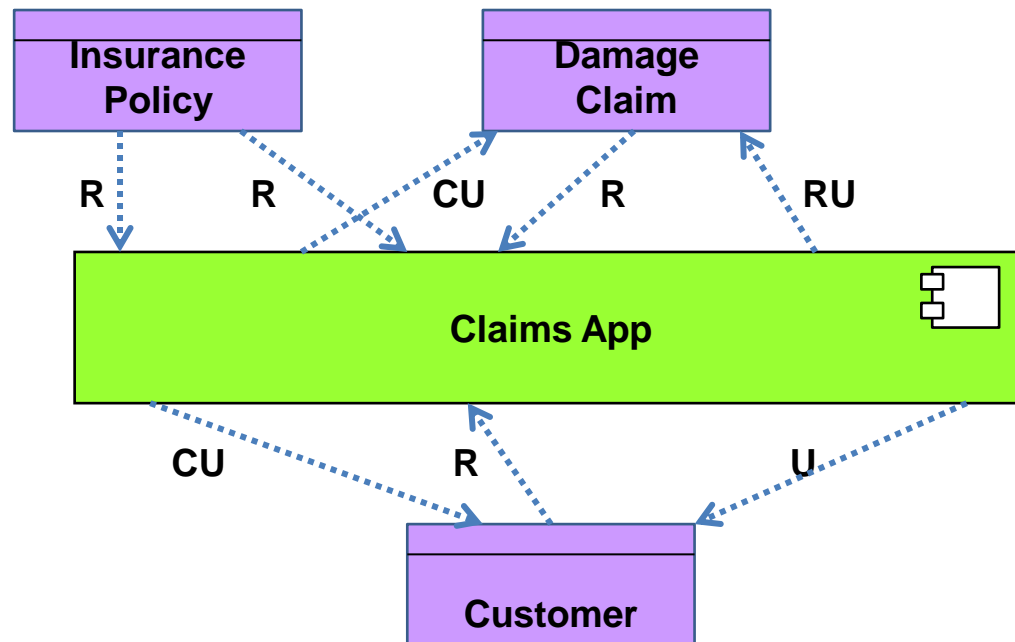 Insurance
Policy
Damage
Claim
R
R
CU
R
RU
Claims App
CU
R
U
Customer